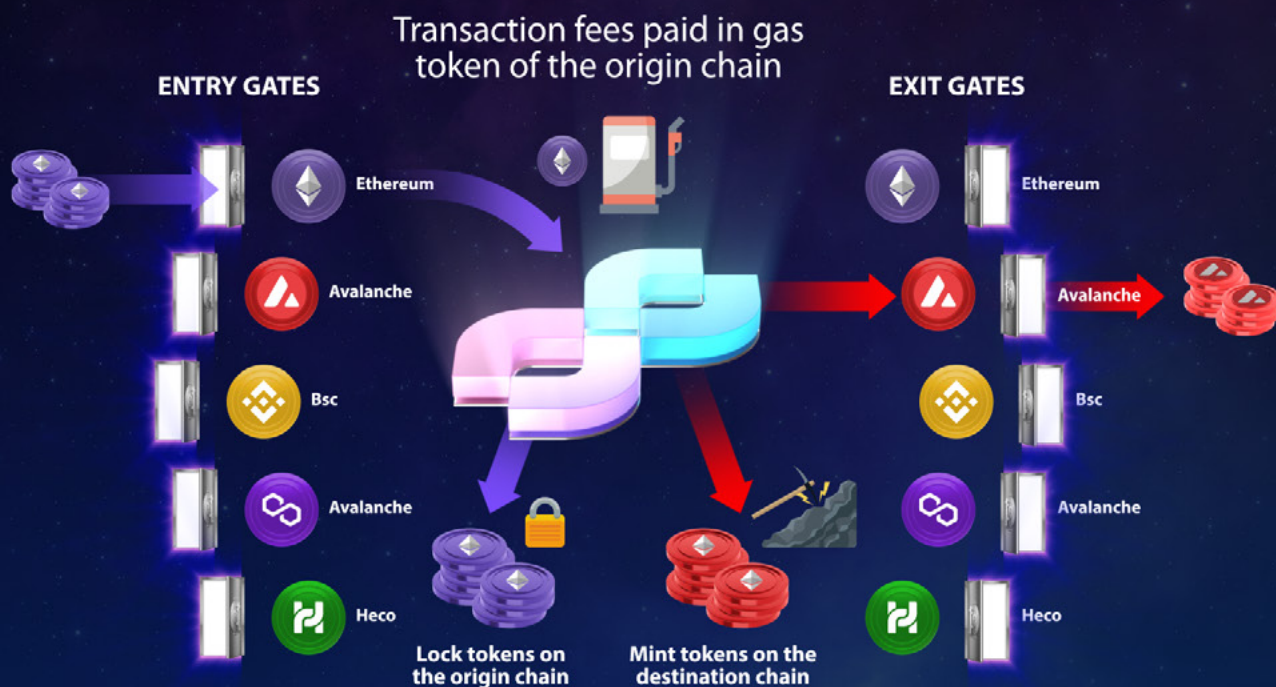 Transaction fees paid in gas
token of the origin chain
ENTRY GATES
EXIT GATES
Ethereum
Ethereum
Avalanche
Avalanche
Bsc
Bsc
Avalanche
Avalanche
Heco
Heco
Lock tokens on
the origin chain
Mint tokens on the
destination chain